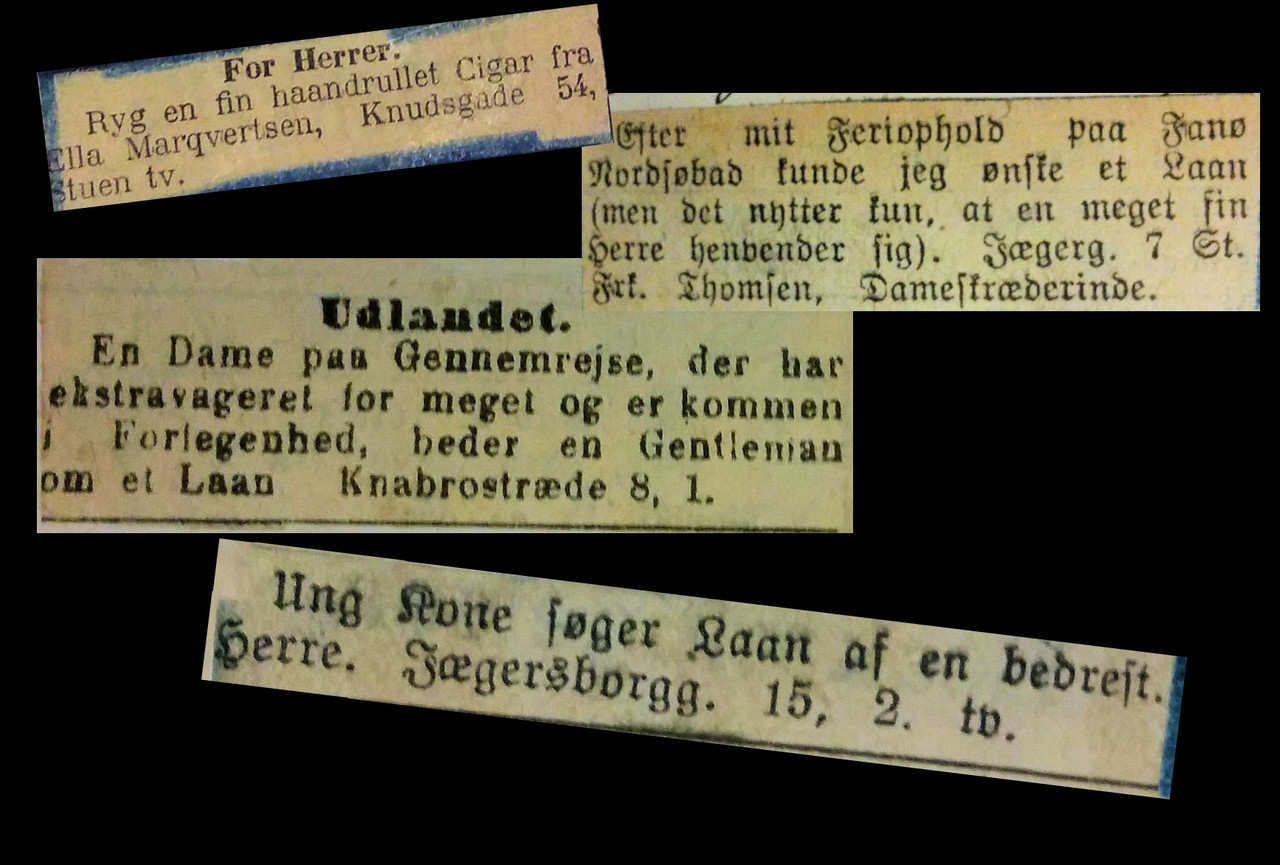 For Herrer.
Ryg en fin haandrullet Cigar fra
Ella Marqvertsen, Knudsgade 54,
Stuen tv.
Efter mit Feriophold paa Fanø
Nordsøbad kunde jeg ønske et Laan
(men det nytter kun, at en meget fin
Herre henvender sig). Jægerg. 7 St.
Frk. Thomsen, Dameskræderinde.
Udlandet.
En Dame paa Gennemrejse, der har
ekstravageret for meget og er kommen
i Forlegenhed, beder en Gentleman
om et Laan Knabrostræde 8, 1.
Ung Kone søger Laan af en bedrest.
Herre. Jægersborgg. 15, 2. tv.